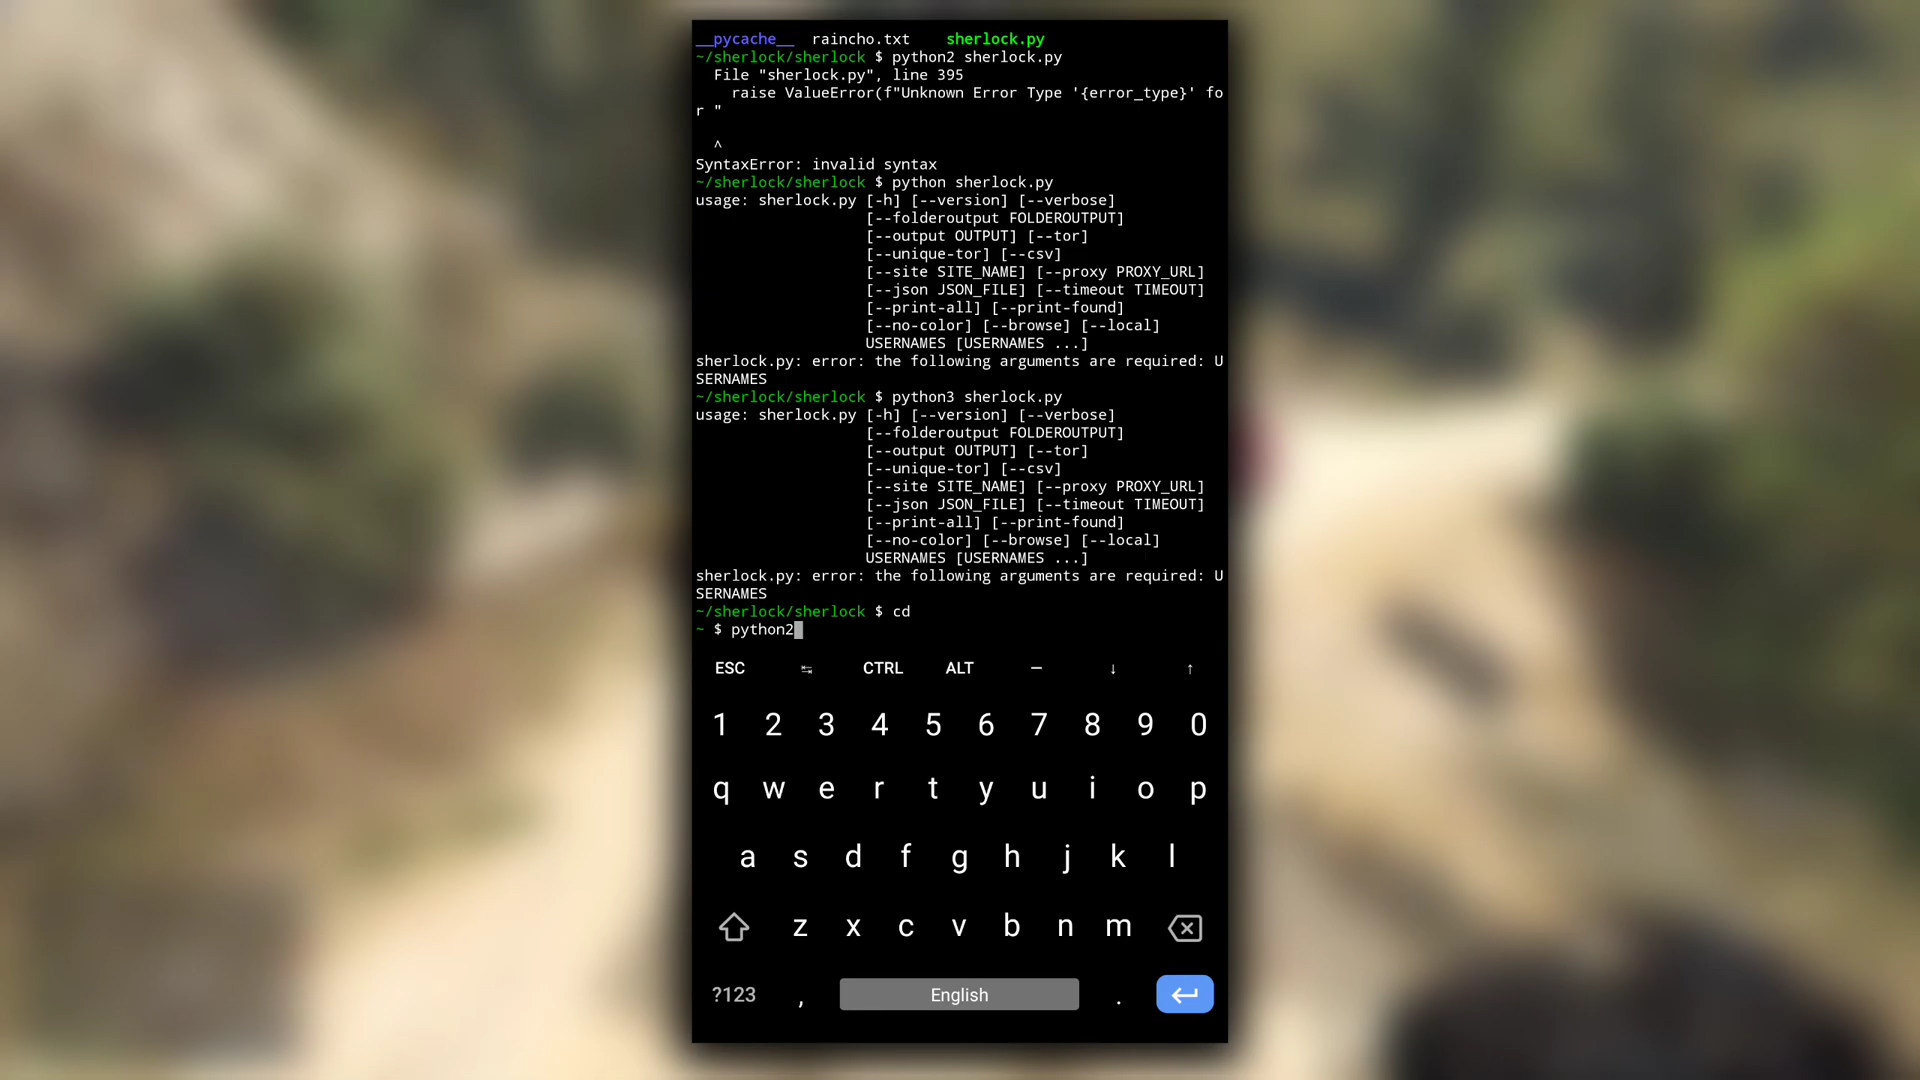 __pycache__  raincho.txt    sherlock.py
~/sherlock/sherlock $ python2 sherlock.py
  File "sherlock.py", line 395
    raise ValueError(f"Unknown Error Type '{error_type}' fo
r "
  ^
SyntaxError: invalid syntax
~/sherlock/sherlock $ python sherlock.py
usage: sherlock.py [-h] [--version] [--verbose]
                   [--folderoutput FOLDEROUTPUT]
                   [--output OUTPUT] [--tor]
                   [--unique-tor] [--csv]
                   [--site SITE_NAME] [--proxy PROXY_URL]
                   [--json JSON_FILE] [--timeout TIMEOUT]
                   [--print-all] [--print-found]
                   [--no-color] [--browse] [--local]
                   USERNAMES [USERNAMES ...]
sherlock.py: error: the following arguments are required: U
SERNAMES
~/sherlock/sherlock $ python3 sherlock.py
usage: sherlock.py [-h] [--version] [--verbose]
                   [--folderoutput FOLDEROUTPUT]
                   [--output OUTPUT] [--tor]
                   [--unique-tor] [--csv]
                   [--site SITE_NAME] [--proxy PROXY_URL]
                   [--json JSON_FILE] [--timeout TIMEOUT]
                   [--print-all] [--print-found]
                   [--no-color] [--browse] [--local]
                   USERNAMES [USERNAMES ...]
sherlock.py: error: the following arguments are required: U
SERNAMES
~/sherlock/sherlock $ cd
~ $ python2
ESC ↹ CTRL ALT — ↓ ↑
1 2 3 4 5 6 7 8 9 0
q w e r t y u i o p
a s d f g h j k l
z x c v b n m
?123 , English .